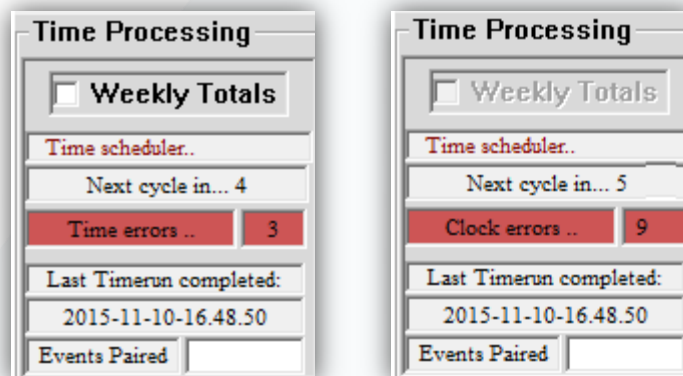 Time Processing
Weekly Totals
Time scheduler..
Next cycle in... 4
Time errors .. 3
Last Timerun completed:
2015-11-10-16.48.50
Events Paired
Time Processing
Weekly Totals
Time scheduler..
Next cycle in... 5
Clock errors .. 9
Last Timerun completed:
2015-11-10-16.48.50
Events Paired